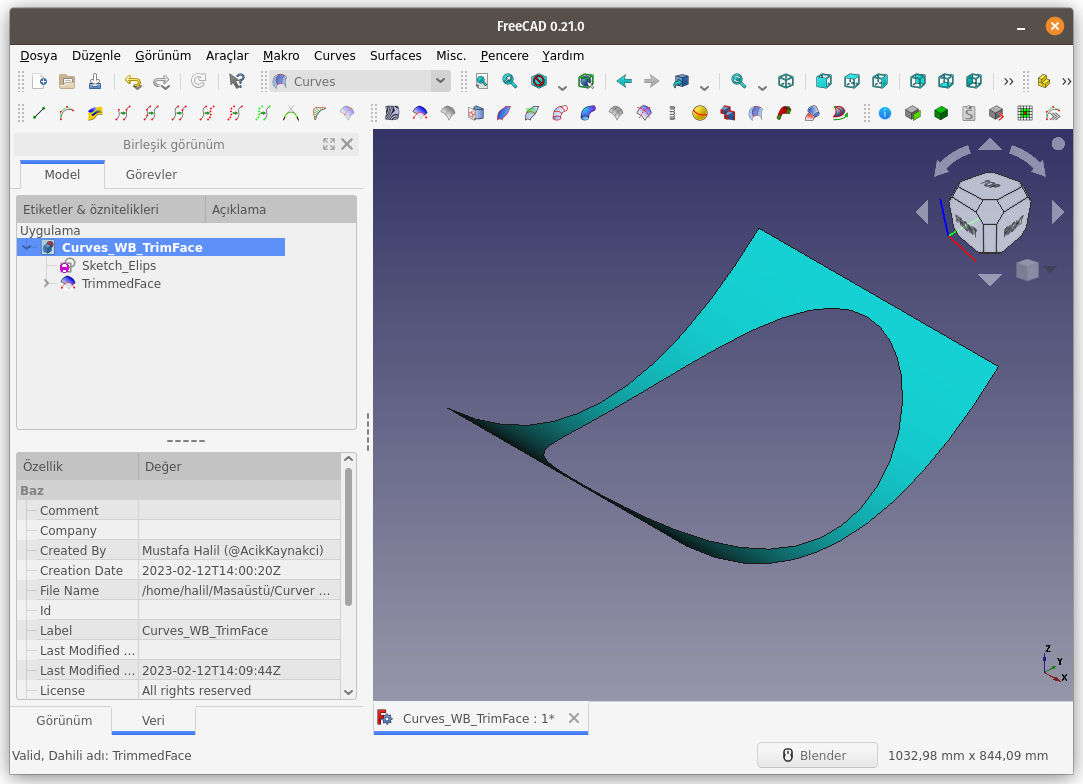 FreeCAD 0.21.0
Dosya Düzenle Görünüm Araçlar Makro Curves Surfaces Misc. Pencere Yardım
Curves
Birleşik görünüm
Model Görevler
Etiketler & öznitelikleri Açıklama
Uygulama
Curves_WB_TrimFace
Sketch_Elips
TrimmedFace
Özellik Değer
Baz
Comment
Company
Created By Mustafa Halil (@AcikKaynakci)
Creation Date 2023-02-12T14:00:20Z
File Name /home/halil/Masaüstü/Curver ...
Id
Label Curves_WB_TrimFace
Last Modified ...
Last Modified ... 2023-02-12T14:09:44Z
License All rights reserved
Görünüm Veri
TOP
FRONT RIGHT
Z
Y
X
Curves_WB_TrimFace : 1*
Valid, Dahili adı: TrimmedFace
Blender 1032,98 mm x 844,09 mm